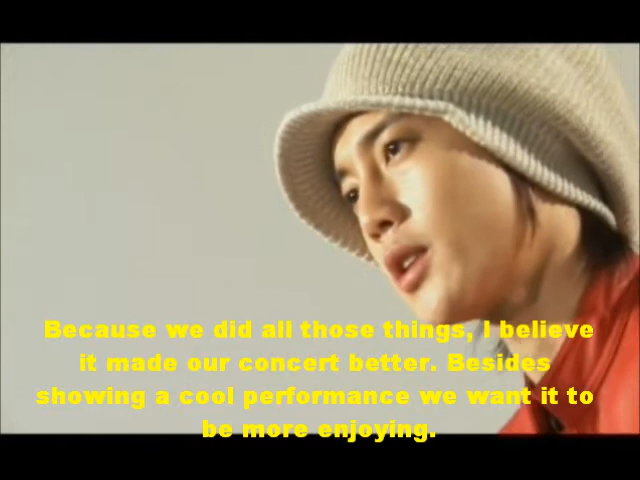 Because we did all those things, I believe
it made our concert better. Besides
showing a cool performance we want it to
be more enjoying.